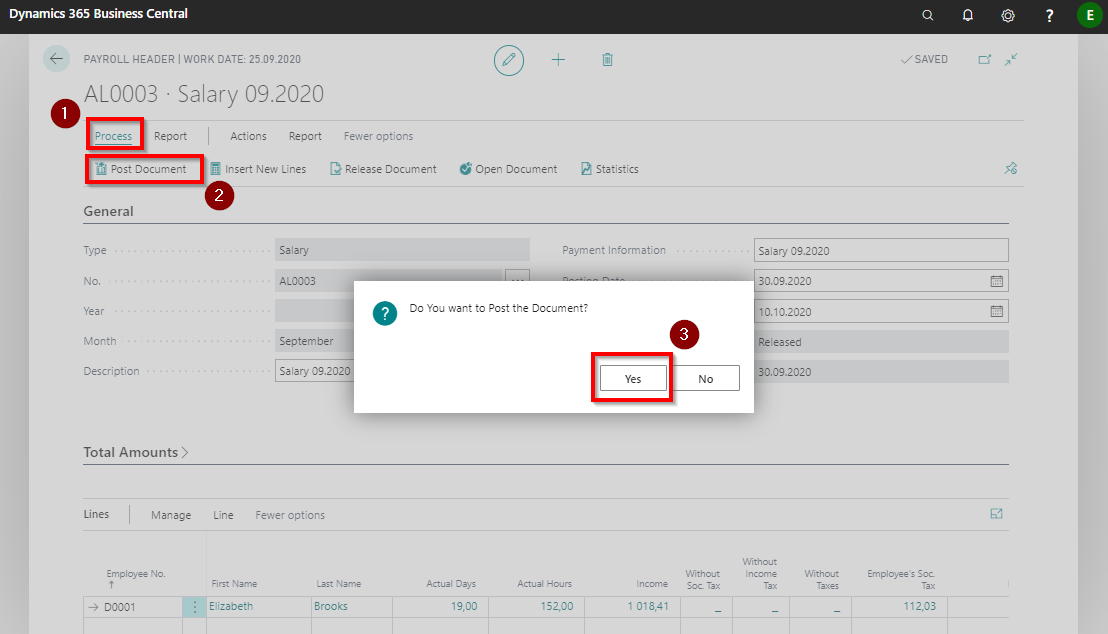 Dynamics 365 Business Central
?
E
PAYROLL HEADER | WORK DATE: 25.09.2020
SAVED
AL0003 · Salary 09.2020
1
Process Report Actions Report Fewer options
Post Document Insert New Lines Release Document Open Document Statistics
2
General
Type Salary Payment Information Salary 09.2020
No. AL0003 ... Posting Date 30.09.2020
Year 10.10.2020
Month September Released
Description Salary 09.2020 30.09.2020
? Do You want to Post the Document?
3
Yes No
Total Amounts
Lines Manage Line Fewer options
Employee No. ↑ First Name Last Name Actual Days Actual Hours Income Without Soc. Tax Without Income Tax Without Taxes Employee's Soc. Tax
→ D0001 Elizabeth Brooks 19,00 152,00 1 018,41 _ _ _ 112,03